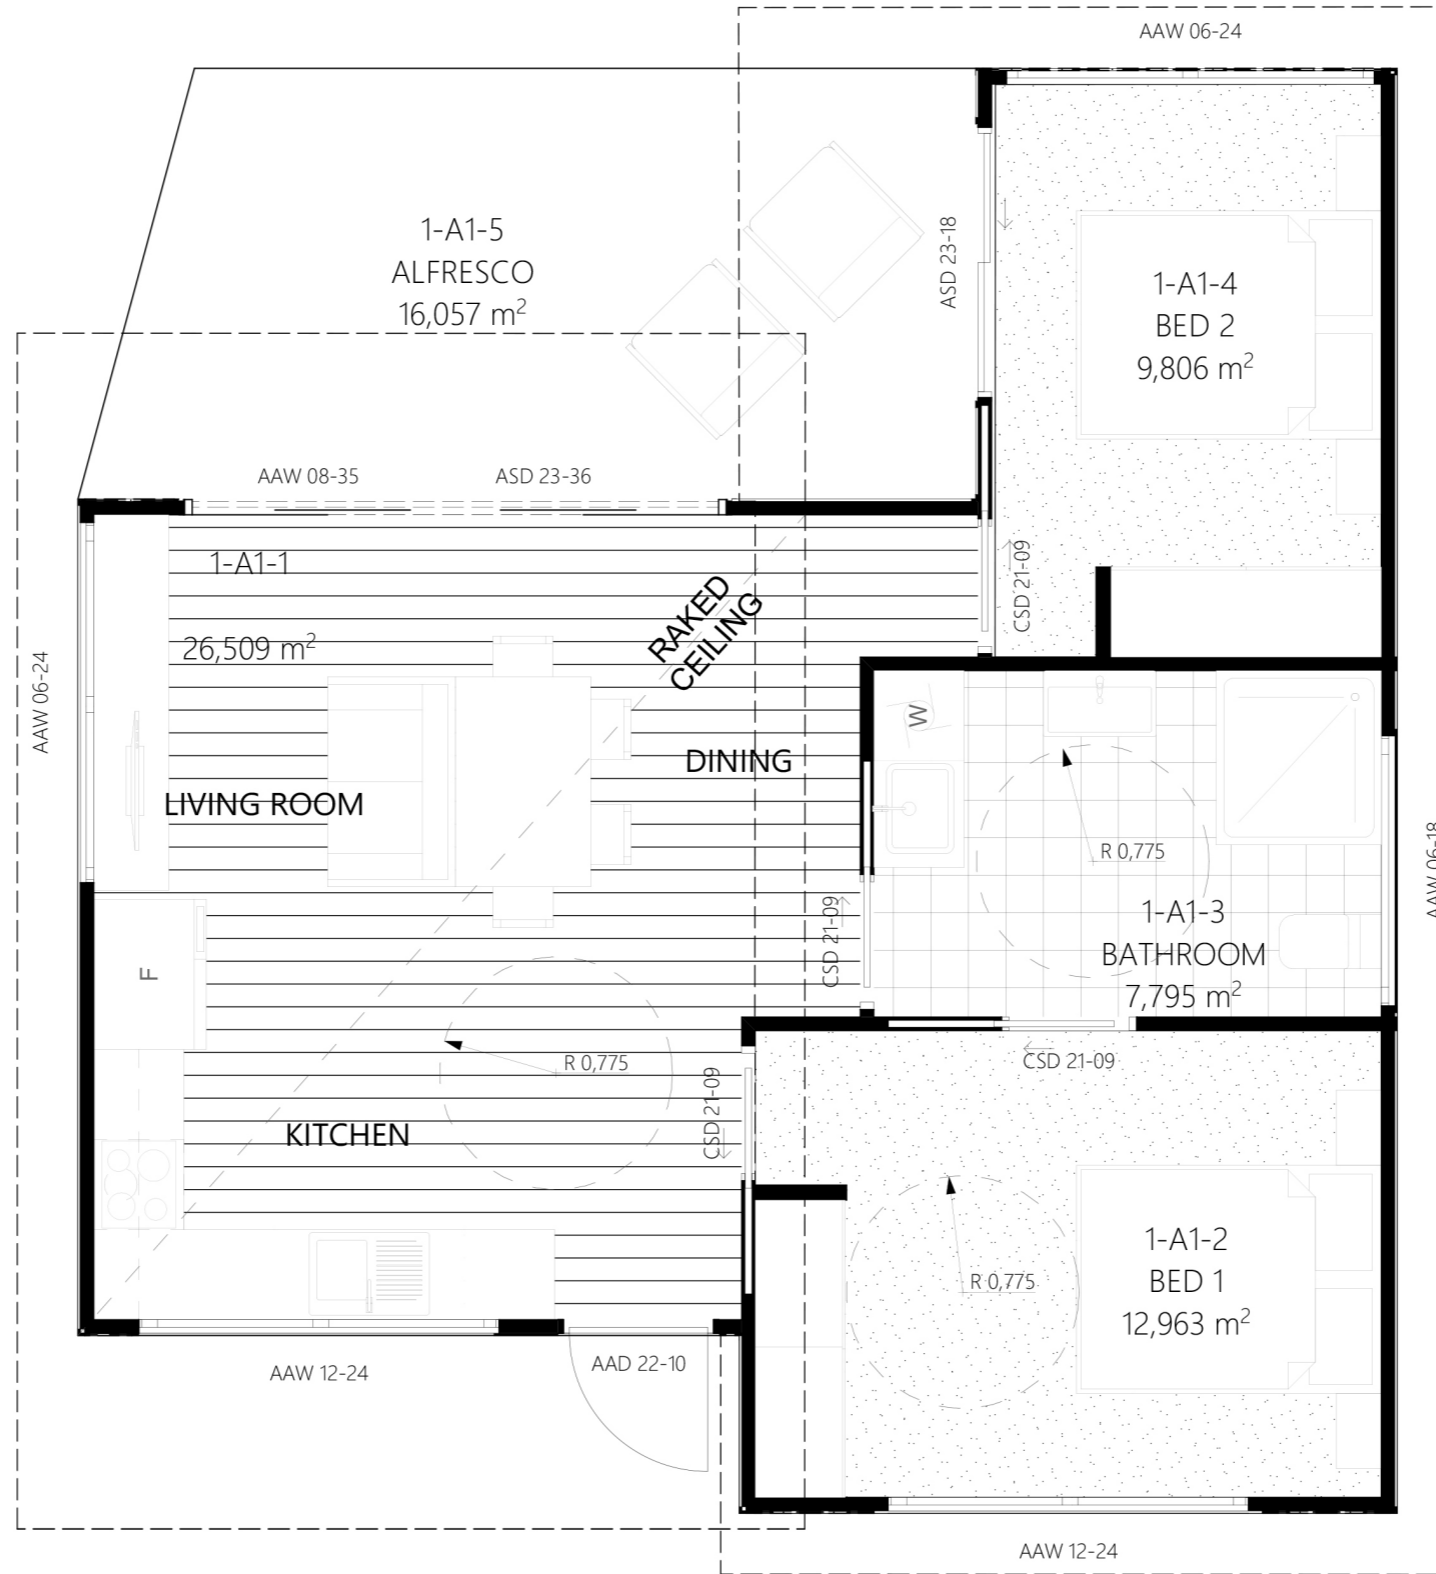 AAW 06-24
1-A1-5
ALFRESCO
16,057 m²
ASD 23-18
1-A1-4
BED 2
9,806 m²
AAW 08-35
ASD 23-36
1-A1-1
26,509 m²
RAKED
CEILING
CSD 21-09
AAW 06-24
LIVING ROOM
DINING
W
R 0,775
AAW 06-18
CSD 21-09
1-A1-3
BATHROOM
7,795 m²
F
R 0,775
CSD 21-09
CSD 21-09
KITCHEN
1-A1-2
BED 1
12,963 m²
R 0,775
AAW 12-24
AAD 22-10
AAW 12-24